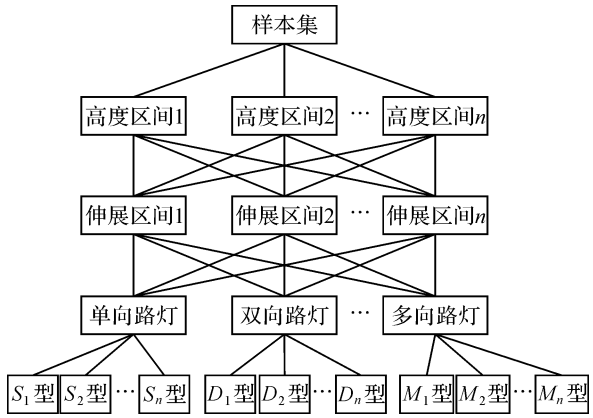 样本集
高度区间1 高度区间2 … 高度区间n
伸展区间1 伸展区间2 … 伸展区间n
单向路灯 双向路灯 … 多向路灯
S₁型 S₂型 … Sₙ型 D₁型 D₂型 … Dₙ型 M₁型 M₂型 … Mₙ型